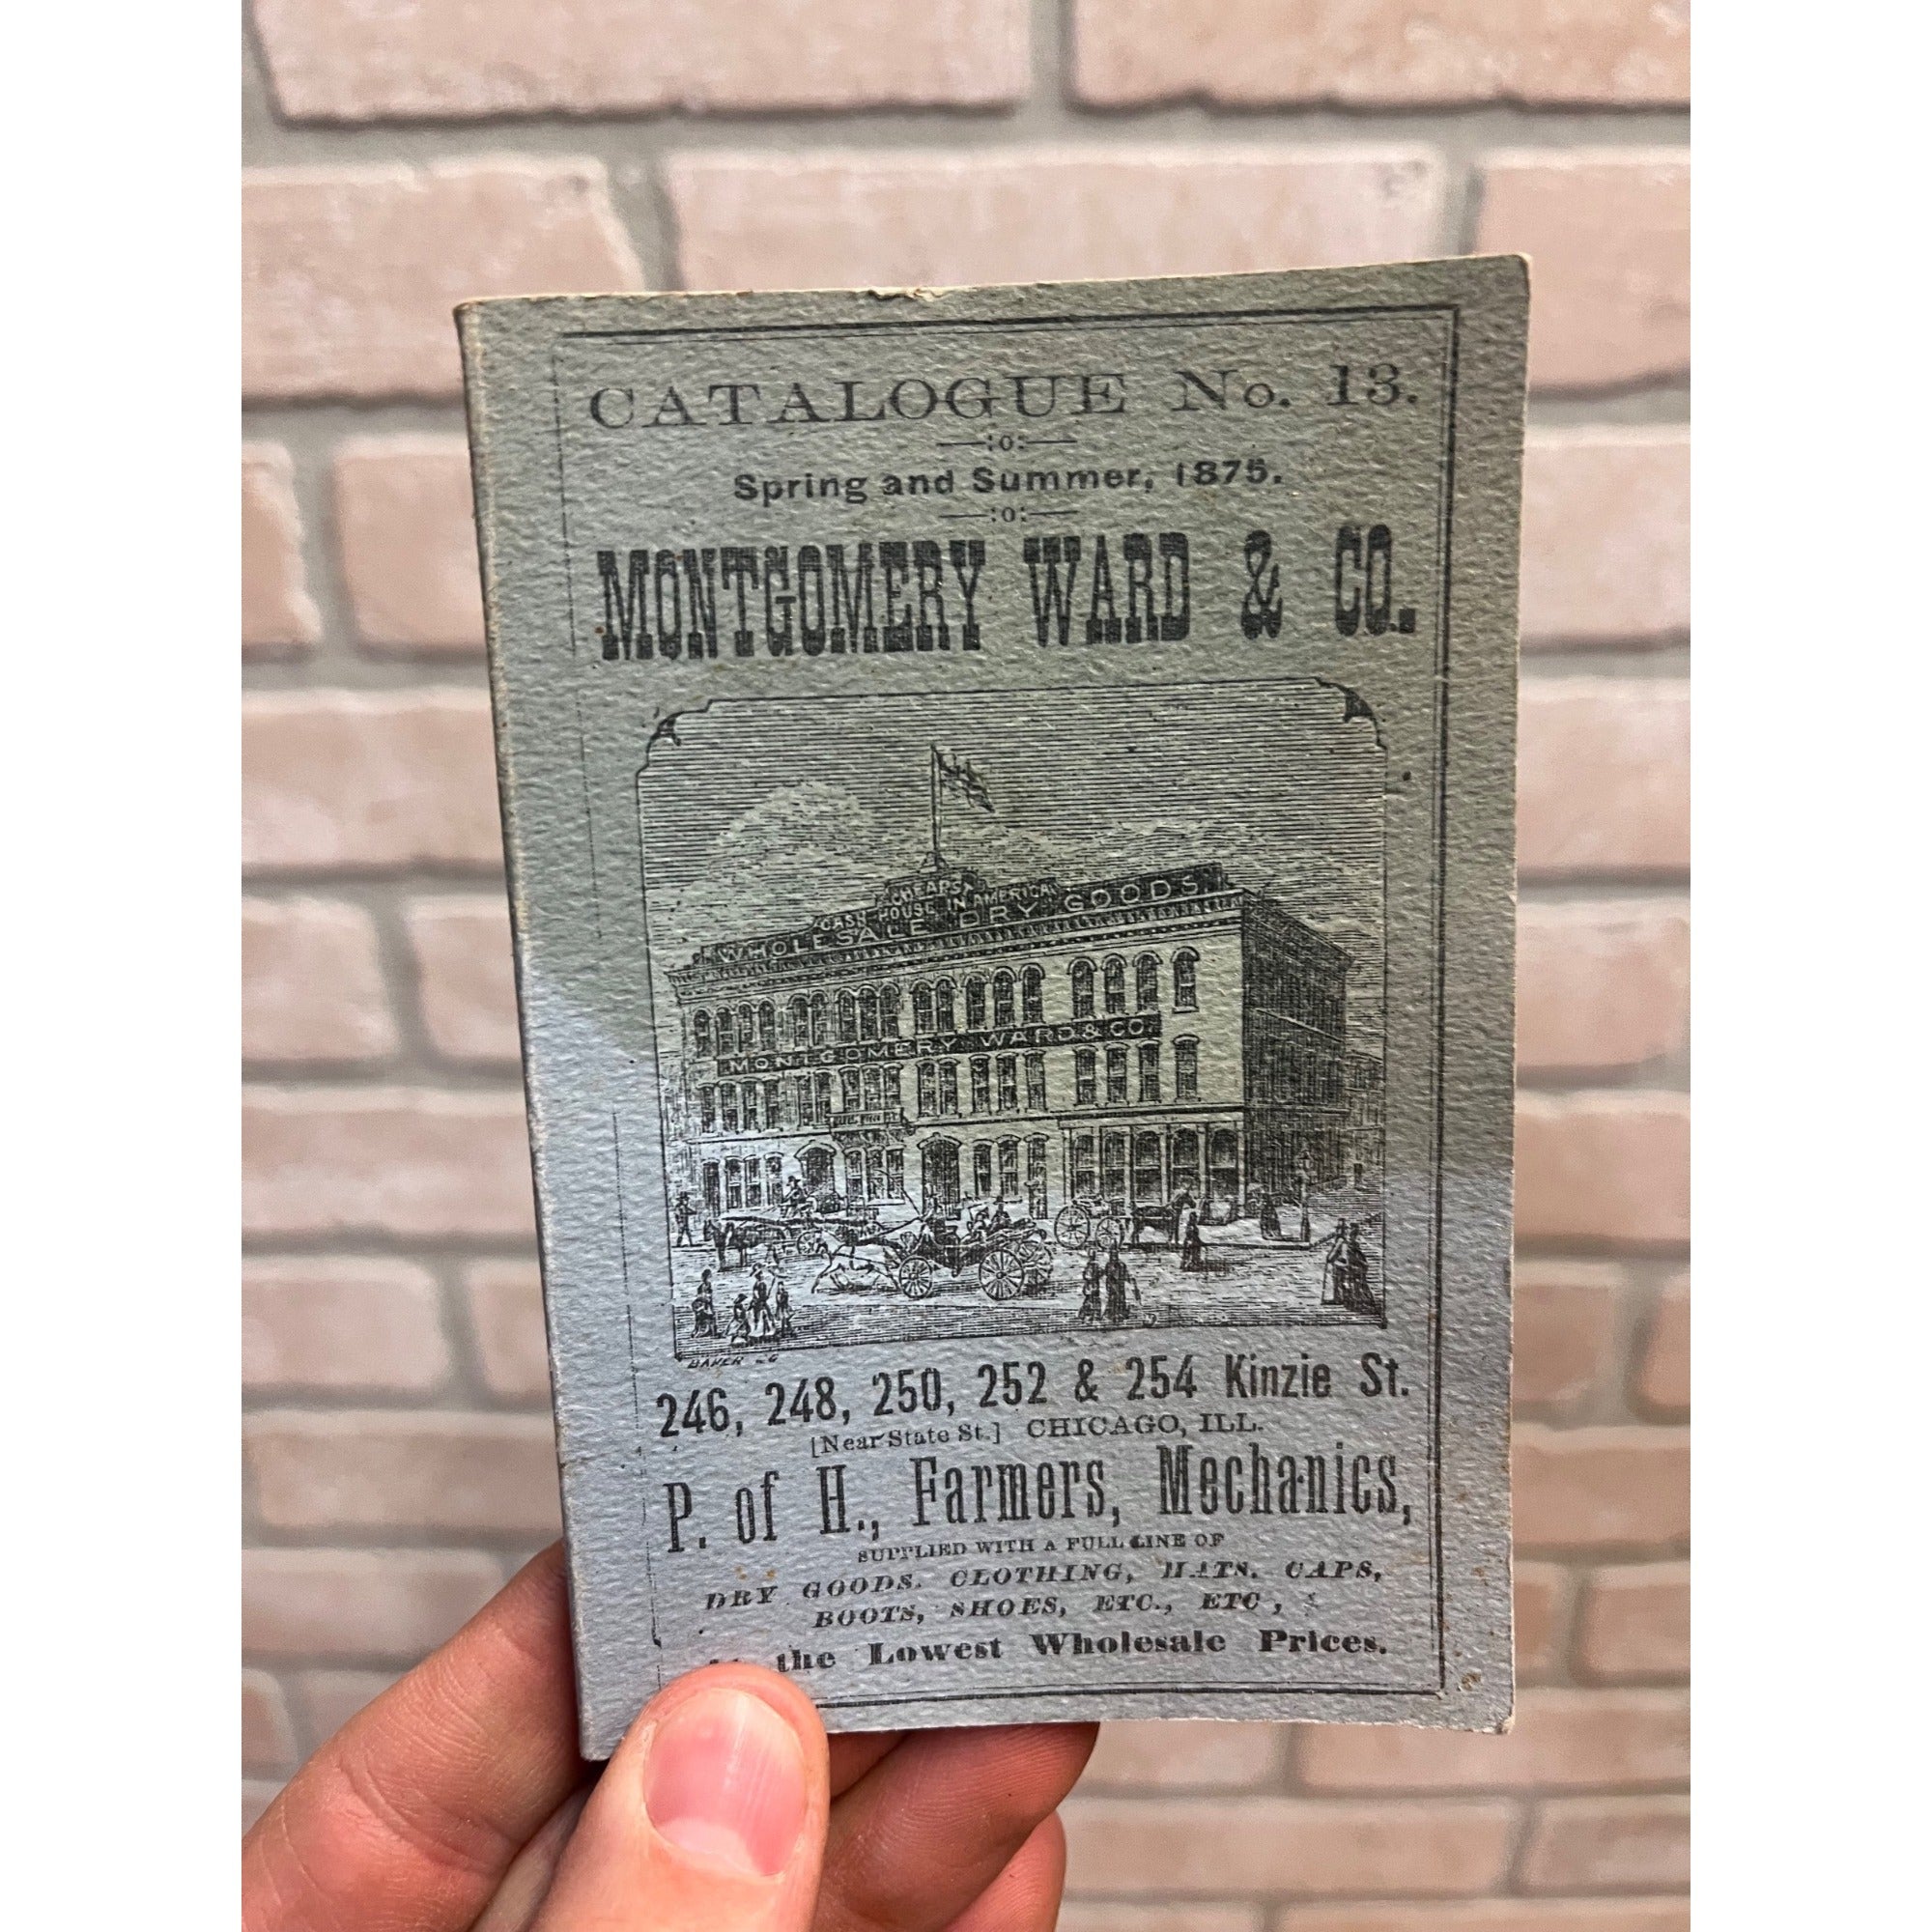 CATALOGUE No. 13.
—:o:—
Spring and Summer, 1875.
—:o:—
MONTGOMERY WARD & CO.
CHEAPST
CASH HOUSE IN AMERICA
WHOLESALE DRY GOODS
MONTGOMERY WARD & CO.
BAKER
246, 248, 250, 252 & 254 Kinzie St.
[Near State St.] CHICAGO, ILL.
P. of H., Farmers, Mechanics,
SUPPLIED WITH A FULL LINE OF
DRY GOODS, CLOTHING, HATS, CAPS,
BOOTS, SHOES, ETC., ETC.,
the Lowest Wholesale Prices.